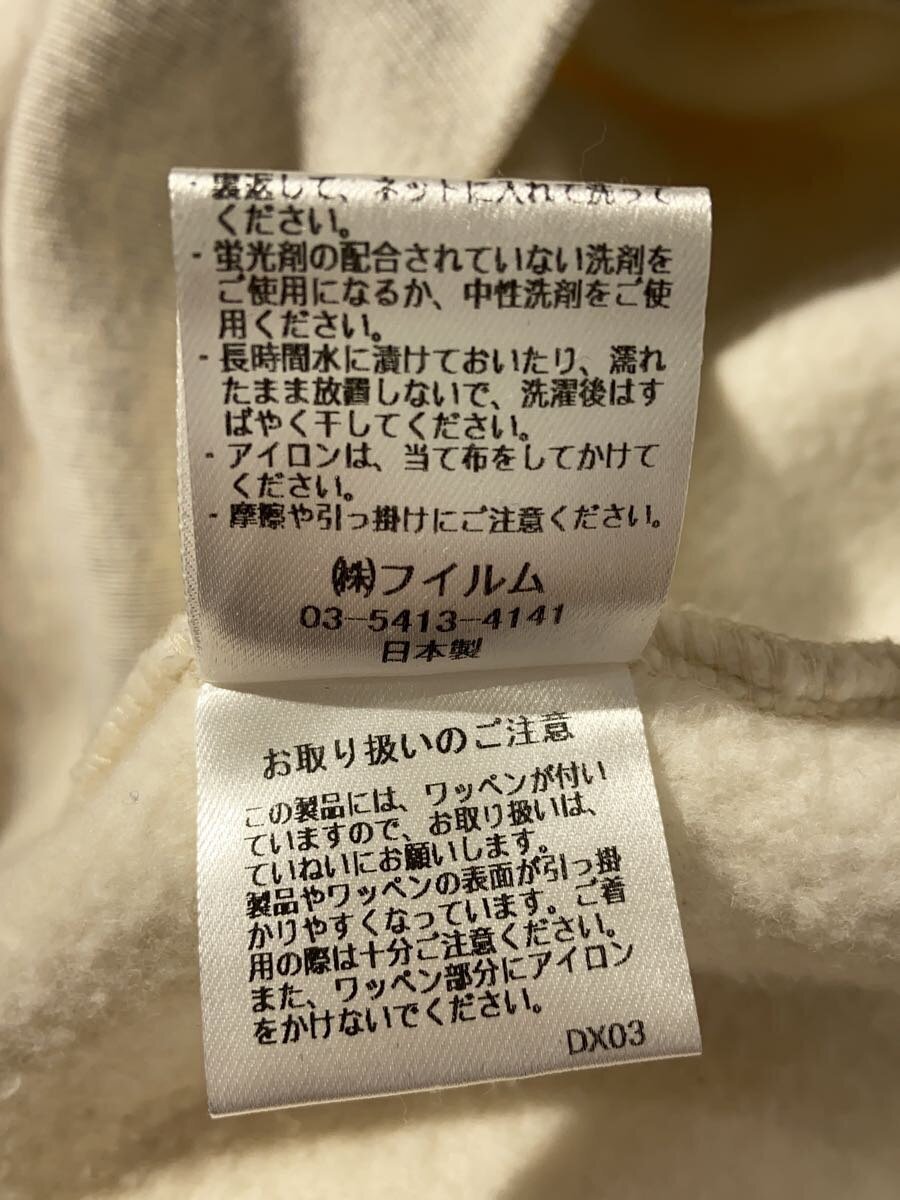 ・裏返して、ネットに入れて洗って
ください。
・蛍光剤の配合されていない洗剤を
ご使用になるか、中性洗剤をご使
用ください。
・長時間水に漬けておいたり、濡れ
たまま放置しないで、洗濯後はす
ばやく干してください。
・アイロンは、当て布をしてかけて
ください。
・摩擦や引っ掛けにご注意ください。
㈱フイルム
03-5413-4141
日本製
お取り扱いのご注意
この製品には、ワッペンが付い
ていますので、お取り扱いは、
ていねいにお願いします。
製品やワッペンの表面が引っ掛
かりやすくなっています。ご着
用の際は十分ご注意ください。
また、ワッペン部分にアイロン
をかけないでください。
DX03